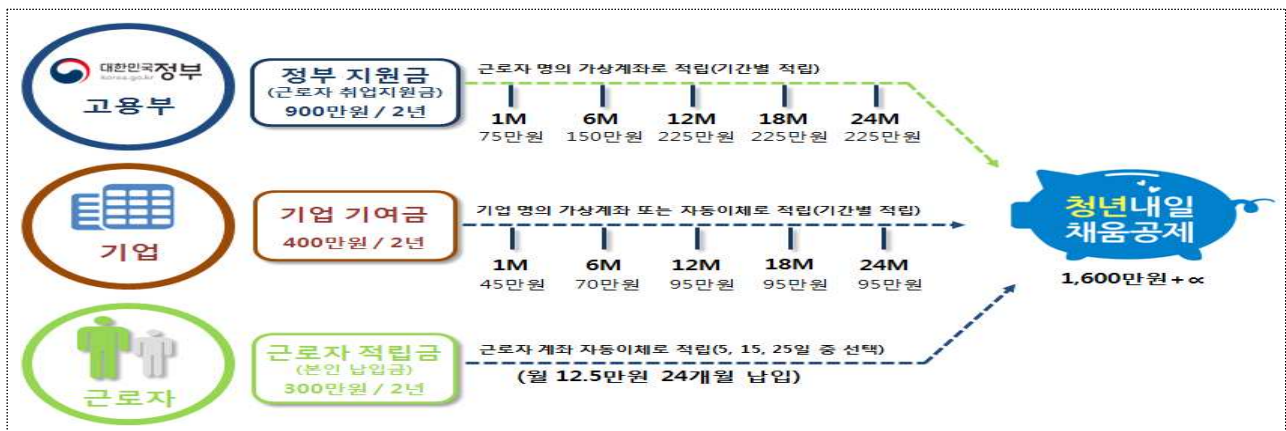 대한민국정부
korea.go.kr
고용부
정부 지원금
(근로자 취업지원금)
900만원 / 2년
근로자 명의 가상계좌로 적립(기간별 적립)
1M 6M 12M 18M 24M
75만원 150만원 225만원 225만원 225만원
기업
기업 기여금
400만원 / 2년
기업 명의 가상계좌 또는 자동이체로 적립(기간별 적립)
1M 6M 12M 18M 24M
45만원 70만원 95만원 95만원 95만원
청년내일
채움공제
1,600만원+∝
근로자
근로자 적립금
(본인 납입금)
300만원 / 2년
근로자 계좌 자동이체로 적립(5, 15, 25일 중 선택)
(월 12.5만원 24개월 납입)